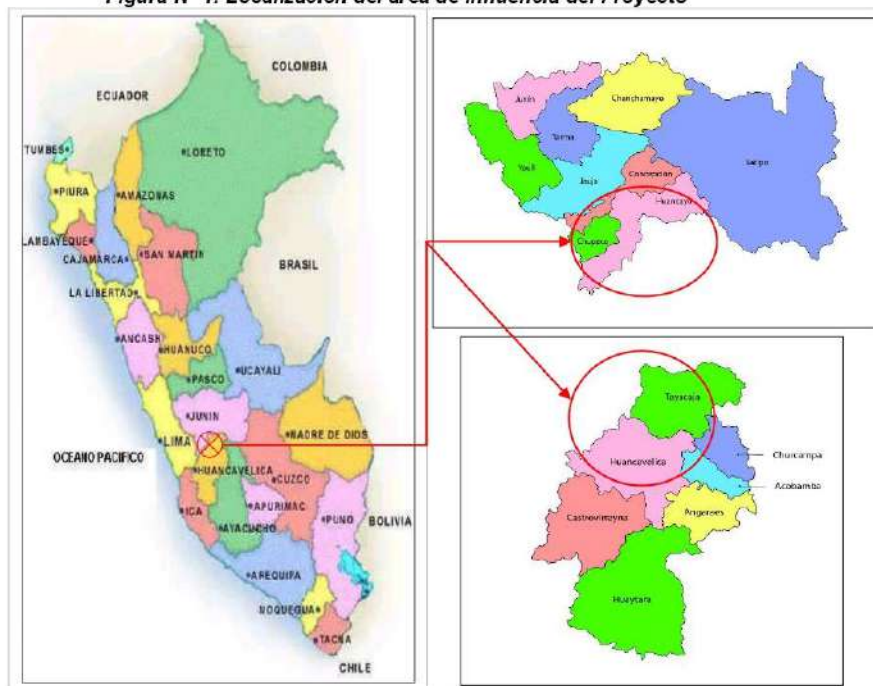 Figura N° 1: Localización del área de influencia del Proyecto
COLOMBIA
ECUADOR
TUMBES
LORETO
PIURA
AMAZONAS
LAMBAYEQUE
CAJAMARCA
SAN MARTIN
BRASIL
LA LIBERTAD
ANCASH
HUANUCO
UCAYALI
PASCO
JUNIN
LIMA
MADRE DE DIOS
OCEANO PACIFICO
HUANCAVELICA
CUZCO
ICA
APURIMAC
PUNO
AYACUCHO
BOLIVIA
AREQUIPA
MOQUEGUA
TACNA
CHILE
Junín
Chanchamayo
Tarma
Yauli
Satipo
Jauja
Concepcion
Huancayo
Chupaca
Tayacaja
Huancavelica
Churcampa
Acobamba
Castrovirreyna
Angaraes
Huaytara